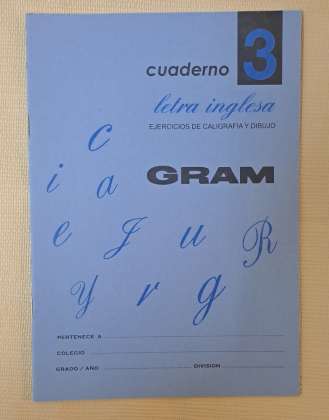 cuaderno 3
letra inglesa
EJERCICIOS DE CALIGRAFIA Y DIBUJO
c
GRAM
i a
e J u R
y r g
PERTENECE A
COLEGIO
GRADO / AÑO DIVISION